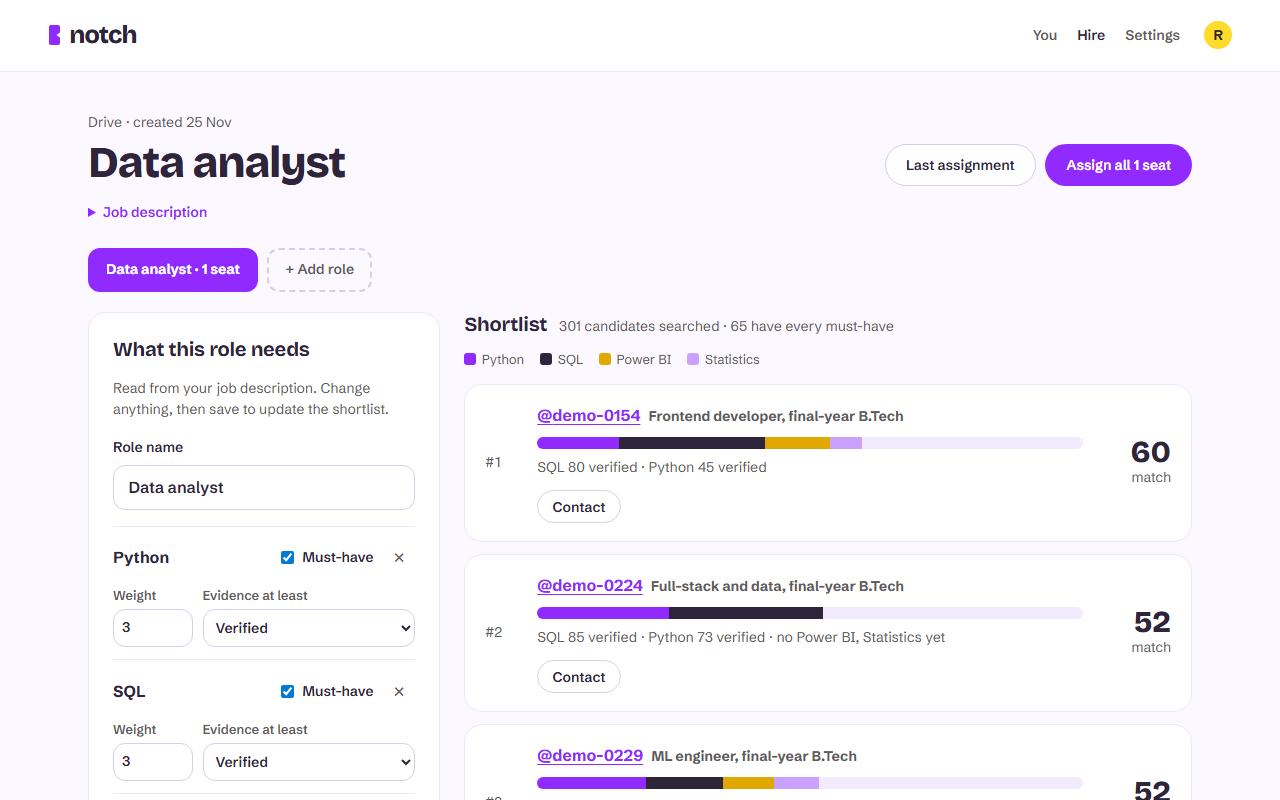 notch
You Hire Settings R
Drive · created 25 Nov
Data analyst
Last assignment
Assign all 1 seat
Job description
Data analyst · 1 seat
+ Add role
What this role needs
Read from your job description. Change
anything, then save to update the shortlist.
Role name
Data analyst
Python Must-have ×
Weight Evidence at least
3 Verified
SQL Must-have ×
Weight Evidence at least
3 Verified
Shortlist 301 candidates searched · 65 have every must-have
Python SQL Power BI Statistics
#1
@demo-0154 Frontend developer, final-year B.Tech
SQL 80 verified · Python 45 verified
Contact
60
match
#2
@demo-0224 Full-stack and data, final-year B.Tech
SQL 85 verified · Python 73 verified · no Power BI, Statistics yet
Contact
52
match
@demo-0229 ML engineer, final-year B.Tech
52